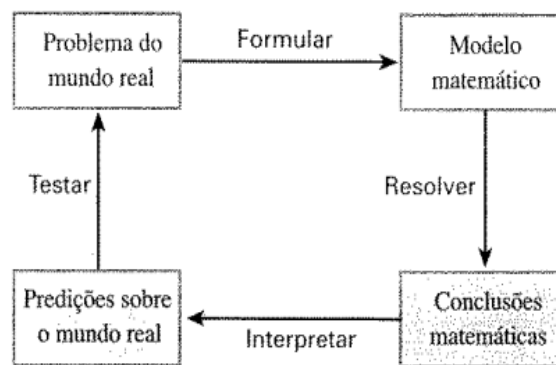 Problema do
mundo real
Formular
Modelo
matemático
Testar
Resolver
Predições sobre
o mundo real
Interpretar
Conclusões
matemáticas